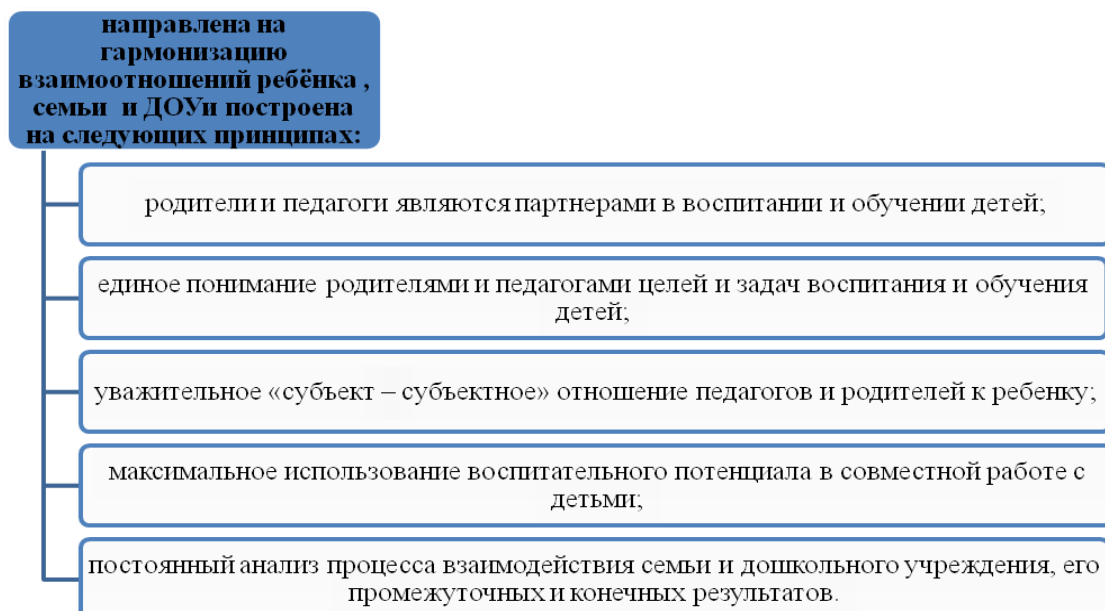 направлена на
гармонизацию
взаимоотношений ребёнка ,
семьи и ДОУи построена
на следующих принципах:
родители и педагоги являются партнерами в воспитании и обучении детей;
единое понимание родителями и педагогами целей и задач воспитания и обучения
детей;
уважительное «субъект – субъектное» отношение педагогов и родителей к ребенку;
максимальное использование воспитательного потенциала в совместной работе с
детьми;
постоянный анализ процесса взаимодействия семьи и дошкольного учреждения, его
промежуточных и конечных результатов.